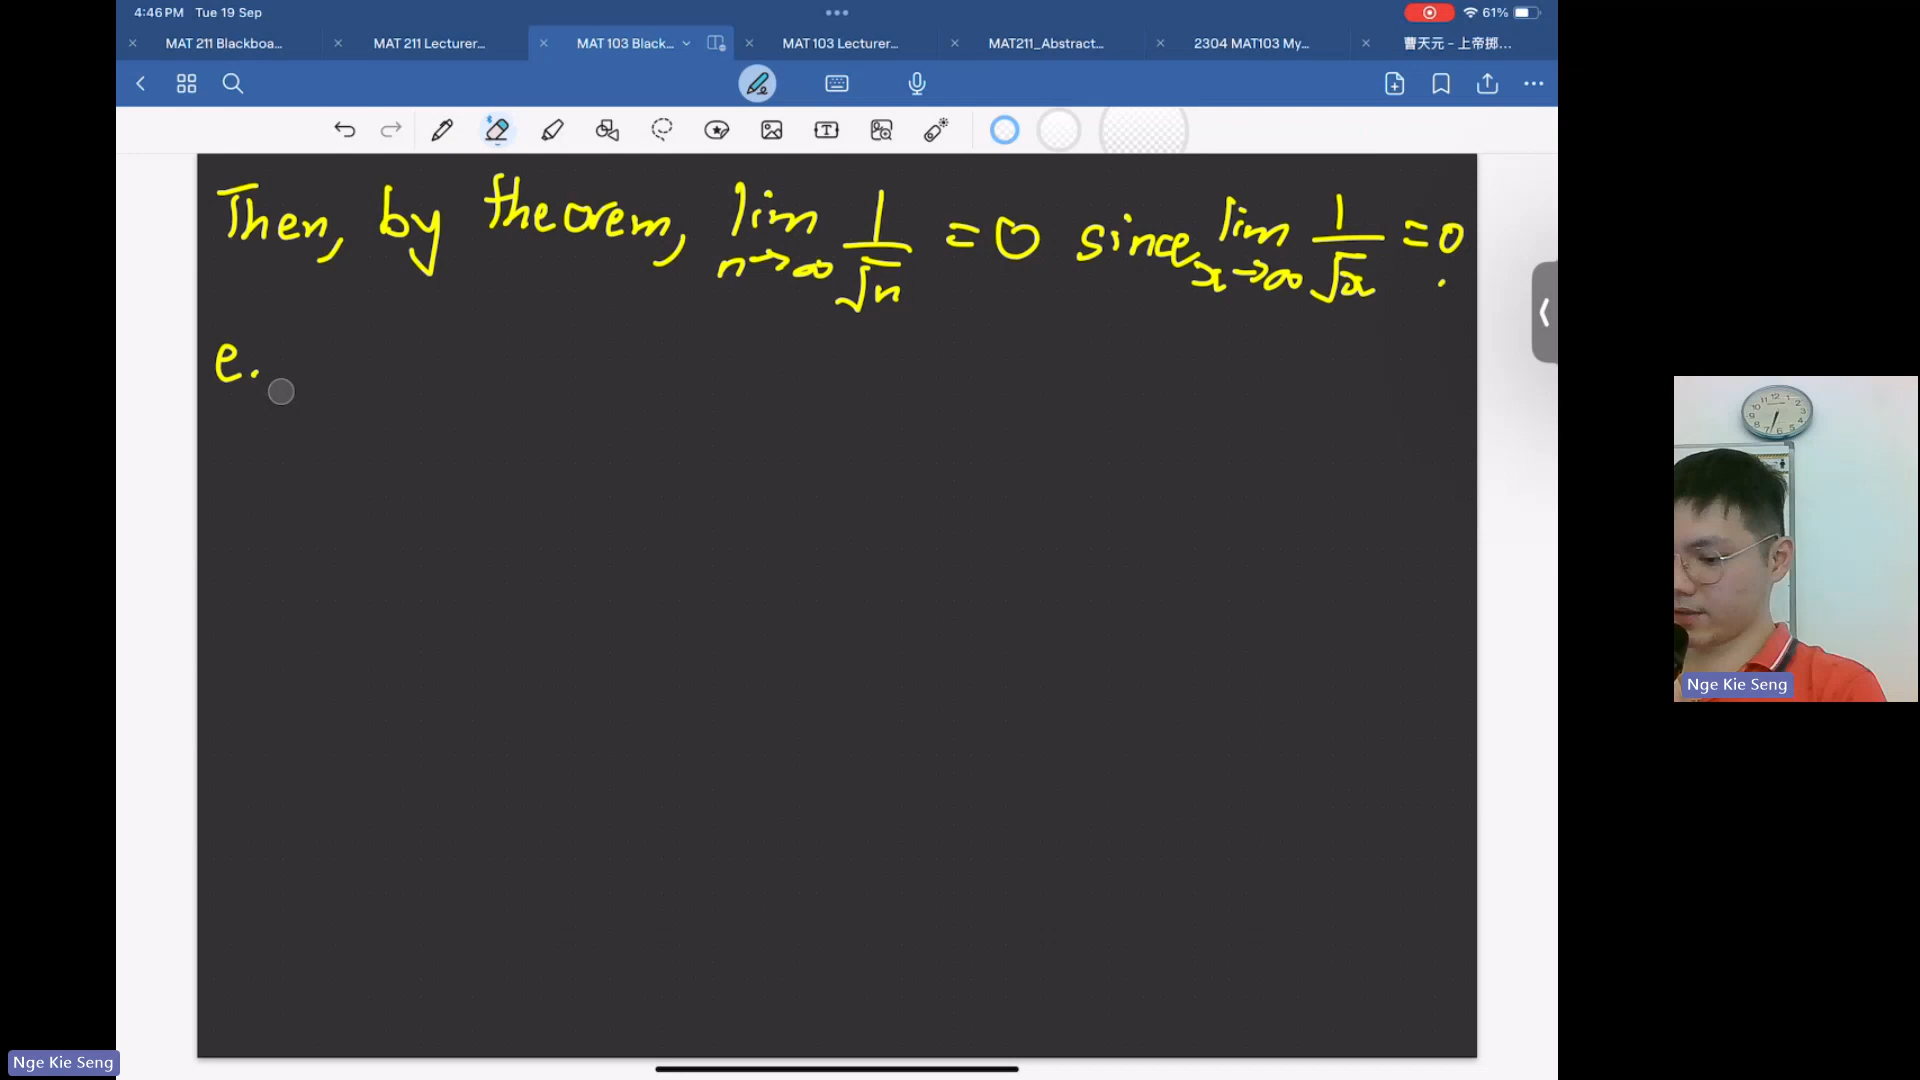 4:46 PM Tue 19 Sep
61%
MAT 211 Blackboa...
MAT 211 Lecturer...
MAT 103 Black...
MAT 103 Lecturer...
MAT211_Abstract...
2304 MAT103 My...
曹天元 - 上帝掷...
Then, by theorem, lim n→∞ 1/√n = 0 since lim x→∞ 1/√x = 0.
e.
Nge Kie Seng
Nge Kie Seng